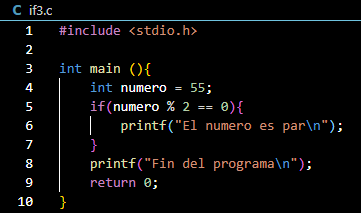 C if3.c
1 #include <stdio.h>
2
3 int main (){
4     int numero = 55;
5     if(numero % 2 == 0){
6         printf("El numero es par\n");
7     }
8     printf("Fin del programa\n");
9     return 0;
10 }